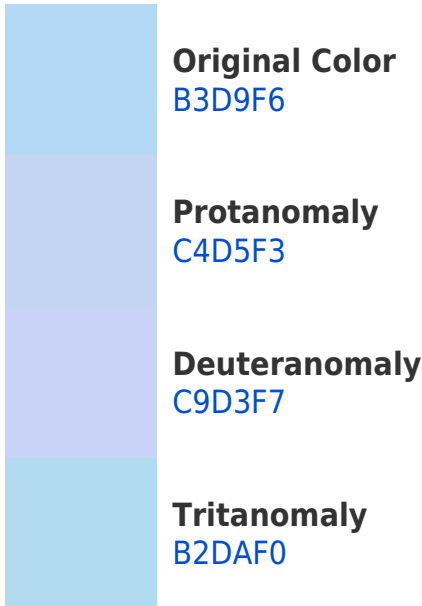 Original Color
B3D9F6
Protanomaly
C4D5F3
Deuteranomaly
C9D3F7
Tritanomaly
B2DAF0